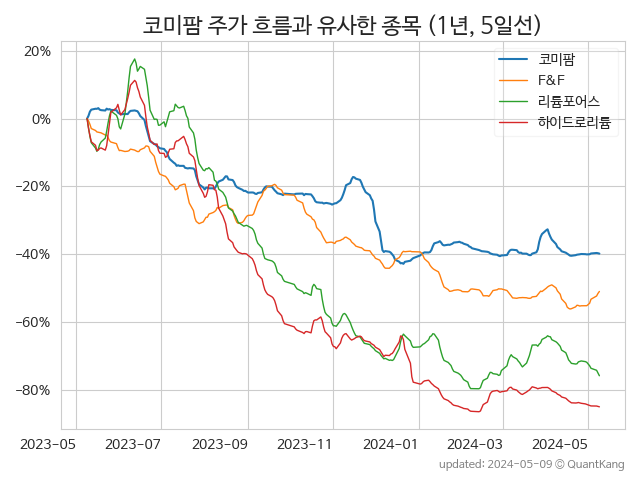 코미팜 주가 흐름과 유사한 종목 (1년, 5일선)
코미팜
F&F
리튬포어스
하이드로리튬
20%
0%
−20%
−40%
−60%
−80%
2023−05
2023−07
2023−09
2023−11
2024−01
2024−03
2024−05
updated: 2024-05-09 © QuantKang